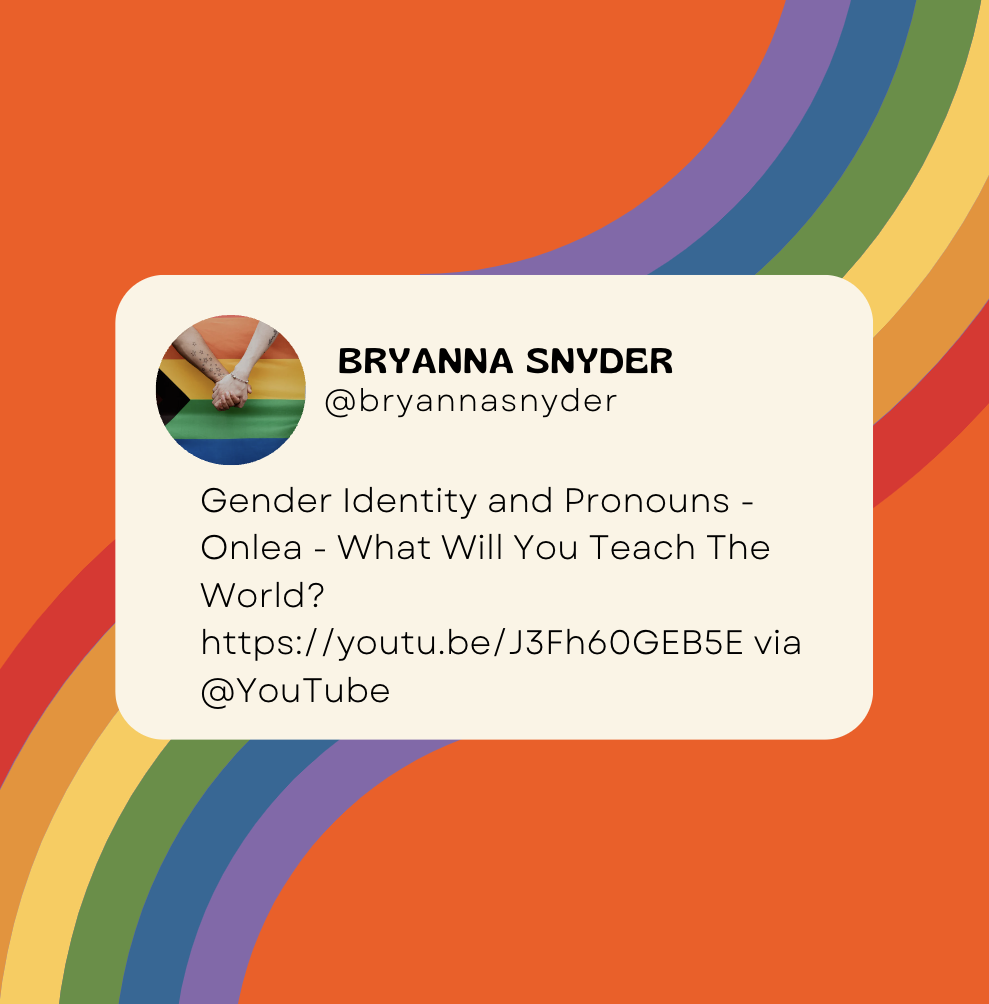 BRYANNA SNYDER
@bryannasnyder
Gender Identity and Pronouns -
Onlea - What Will You Teach The
World?
https://youtu.be/J3Fh60GEB5E via
@YouTube